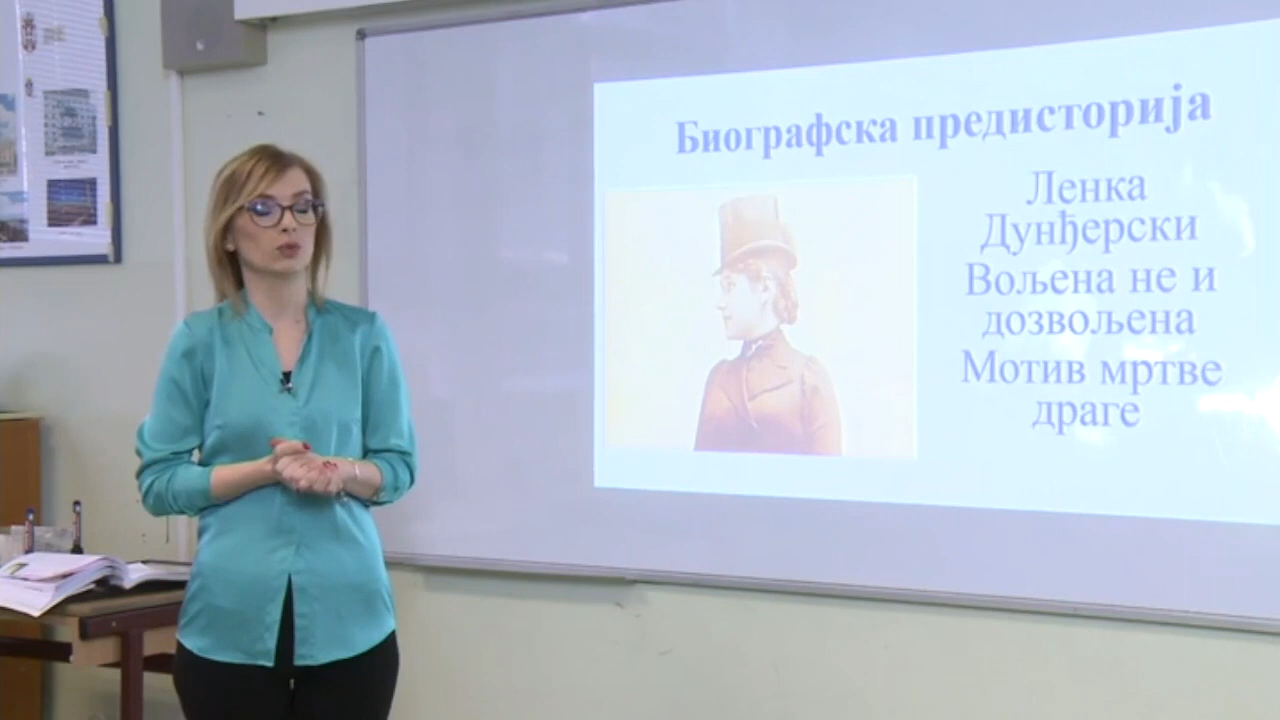 Биографска предисторија
Ленка
Дунђерски
Вољена не и
дозвољена
Мотив мртве
драге